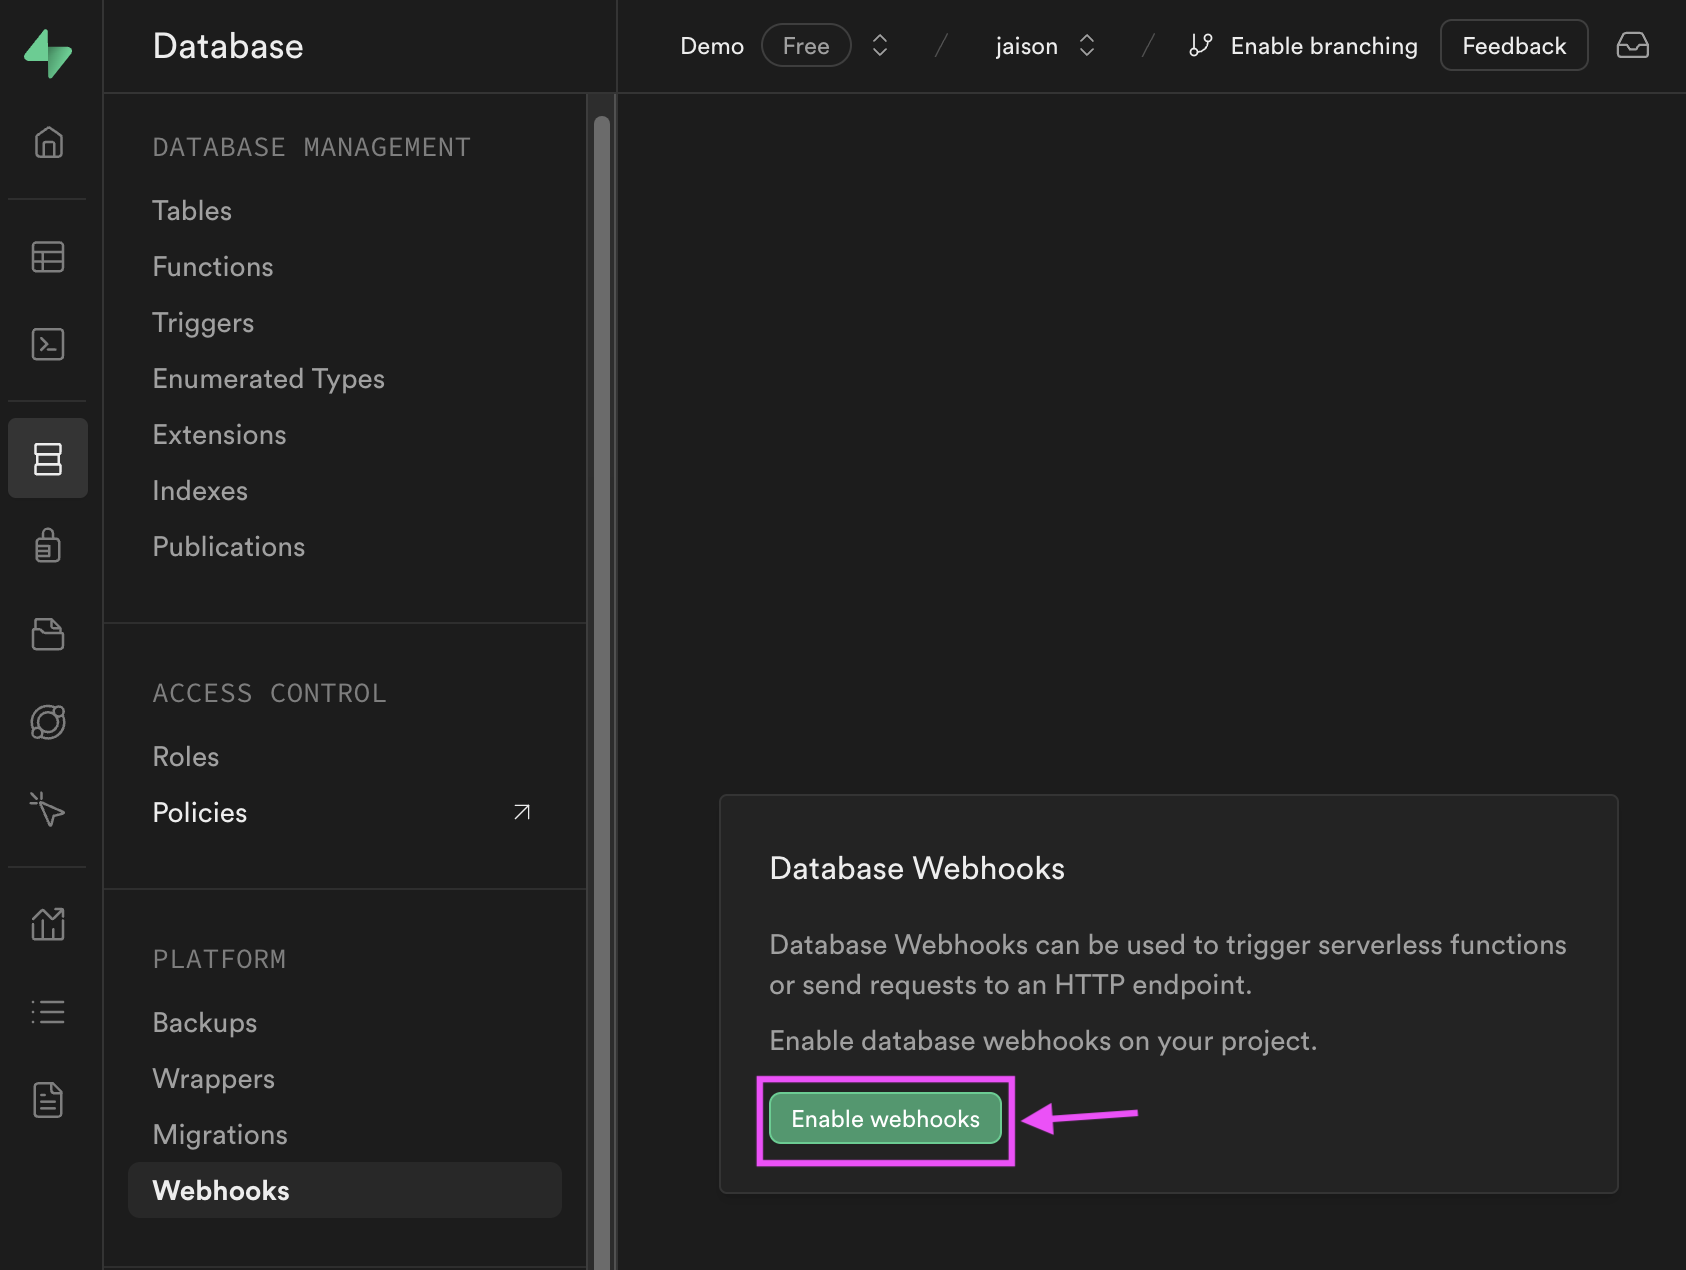 Database
Demo Free / jaison / Enable branching Feedback
DATABASE MANAGEMENT
Tables
Functions
Triggers
Enumerated Types
Extensions
Indexes
Publications
ACCESS CONTROL
Roles
Policies
PLATFORM
Backups
Wrappers
Migrations
Webhooks
Database Webhooks
Database Webhooks can be used to trigger serverless functions
or send requests to an HTTP endpoint.
Enable database webhooks on your project.
Enable webhooks